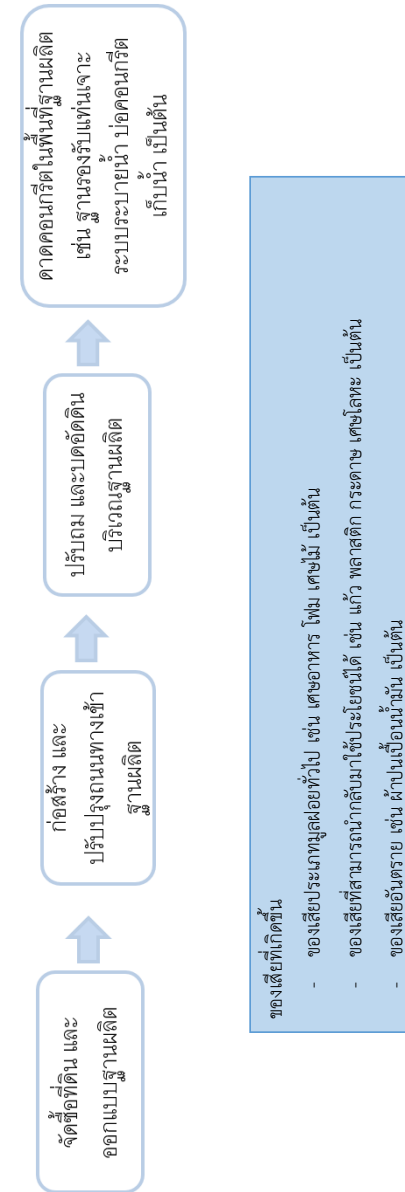 จัดซื้อที่ดิน และ
ออกแบบฐานผลิต
ก่อสร้าง และ
ปรับปรุงถนนทางเข้า
ฐานผลิต
ปรับถม และบดอัดดิน
บริเวณฐานผลิต
ดาดคอนกรีตในพื้นที่ฐานผลิต
เช่น ฐานรองรับแท่นเจาะ
ระบบระบายน้ำ บ่อคอนกรีต
เก็บน้ำ เป็นต้น
ของเสียที่เกิดขึ้น
- ของเสียประเภทมูลฝอยทั่วไป เช่น เศษอาหาร โฟม เศษไม้ เป็นต้น
- ของเสียที่สามารถนำกลับมาใช้ประโยชน์ได้ เช่น แก้ว พลาสติก กระดาษ เศษโลหะ เป็นต้น
- ของเสียอันตราย เช่น ผ้าปนเปื้อนน้ำมัน เป็นต้น